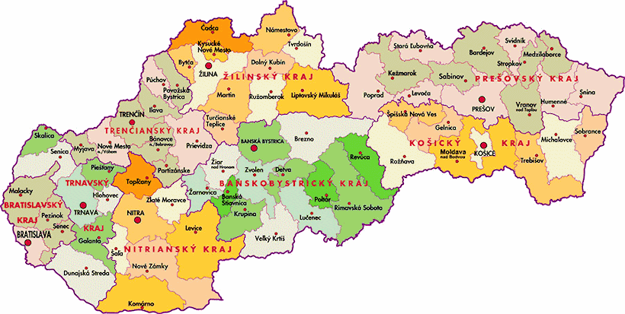 Čadca
Kysucké
Nové Mesto
Námestovo
Tvrdošín
Bytča
ŽILINA
Dolný Kubín
ŽILINSKÝ KRAJ
Martin
Ružomberok
Liptovský Mikuláš
Turčianske
Teplice
Púchov
Považská
Bystrica
Ilava
TRENČÍN
TRENČIANSKY KRAJ
Nové Mesto
n./Váhom
Bánovce
n./Bebravou
Prievidza
Myjava
Partizánske
Stará Ľubovňa
Bardejov
Svidník
Medzilaborce
Stropkov
Kežmarok
Sabinov
PREŠOVSKÝ KRAJ
Poprad
Levoča
PREŠOV
Vranov
nad Topľou
Humenné
Snina
Spišská Nová Ves
Gelnica
KOŠICKÝ KRAJ
Rožňava
Moldava
nad Bodvou
KOŠICE
Trebišov
Michalovce
Sobrance
Skalica
Senica
Piešťany
TRNAVSKÝ
KRAJ
Hlohovec
TRNAVA
Galanta
Dunajská Streda
Malacky
BRATISLAVSKÝ
KRAJ
Pezinok
Senec
BRATISLAVA
Topľčany
Zlaté Moravce
NITRA
Šaľa
Levice
NITRIANSKÝ KRAJ
Nové Zámky
Komárno
BANSKÁ BYSTRICA
Brezno
Žiar
nad Hronom
Zvolen
Detva
Revúca
BANSKOBYSTRICKÝ KRAJ
Žarnovica
Banská
Štiavnica
Krupina
Poltár
Lučenec
Rimavská Sobota
Veľký Krtíš